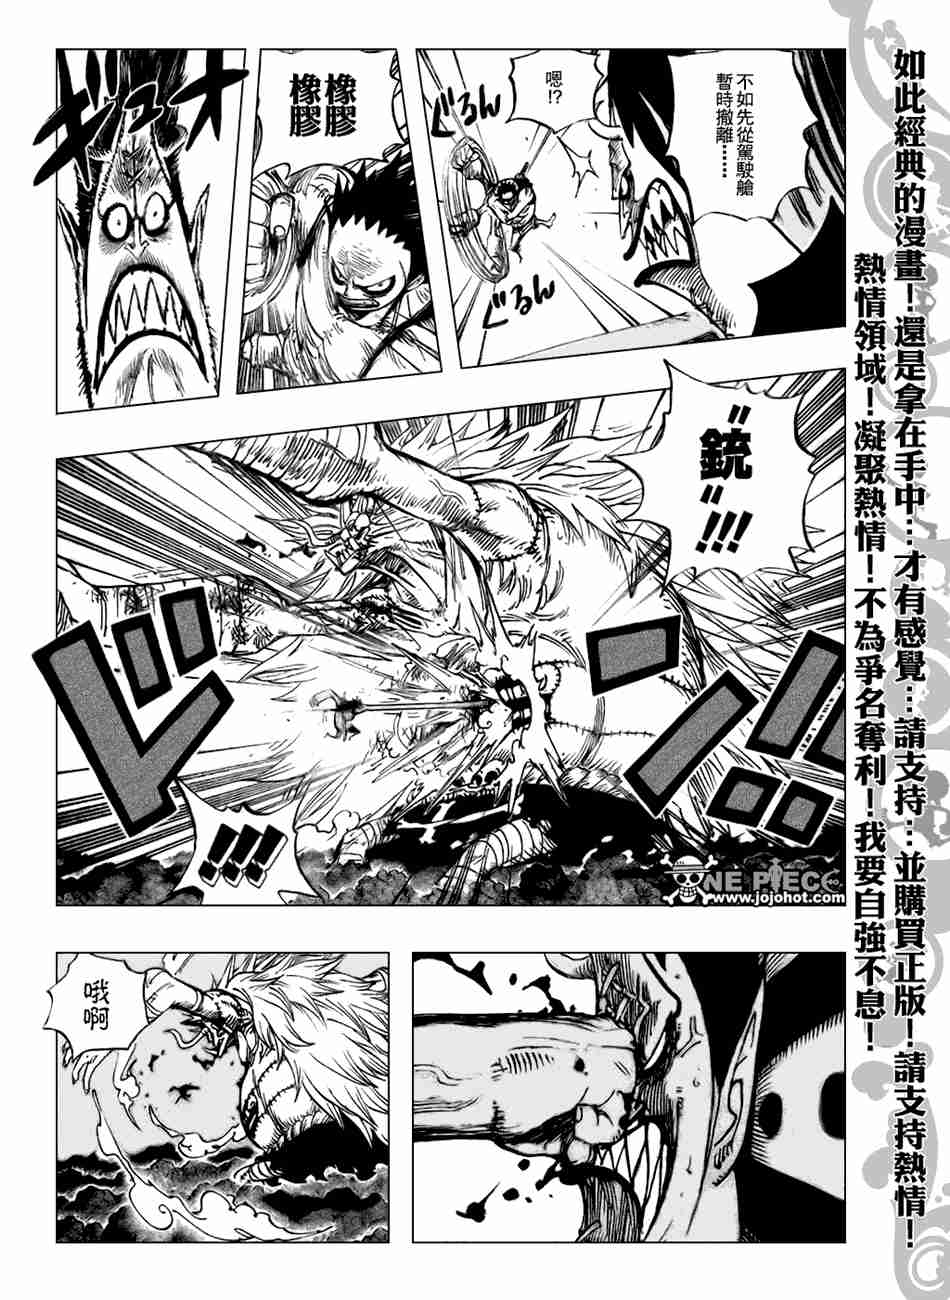 不如先從駕駛艙
暫時撤離……
嗯!?
ぐるん
ぐるん
橡膠
橡膠
ギュオ
〝銃〞!!!
ドーン!!!
!!!!
ONE PIECE
www.jojohot.com
哦啊
如此經典的漫畫！還是拿在手中…才有感覺…請支持…並購買正版！請支持熱情！
熱情領域！凝聚熱情！不為爭名奪利！我要自強不息！